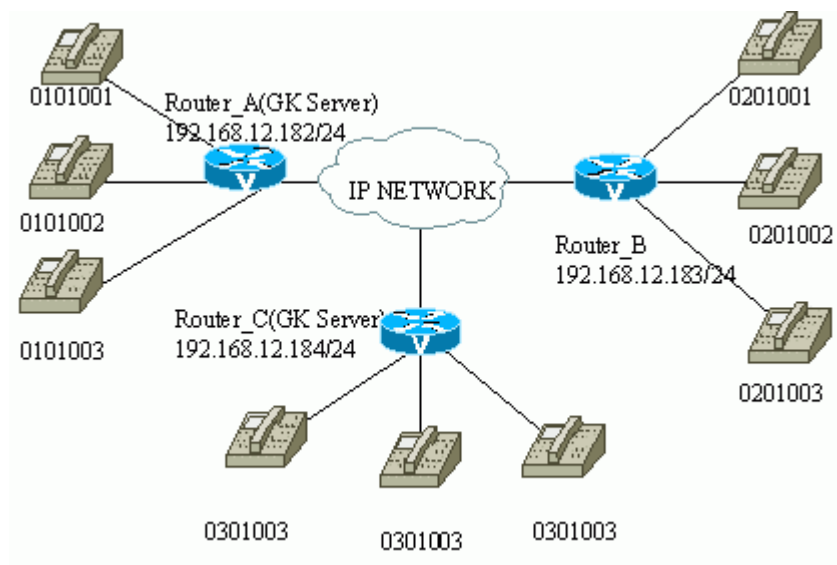 0101001
Router_A(GK Server)
192.168.12.182/24
0201001
V
IP NETWORK
V
0101002
0201002
Router_B
192.168.12.183/24
Router_C(GK Server)
192.168.12.184/24
V
0101003
0201003
0301003
0301003
0301003